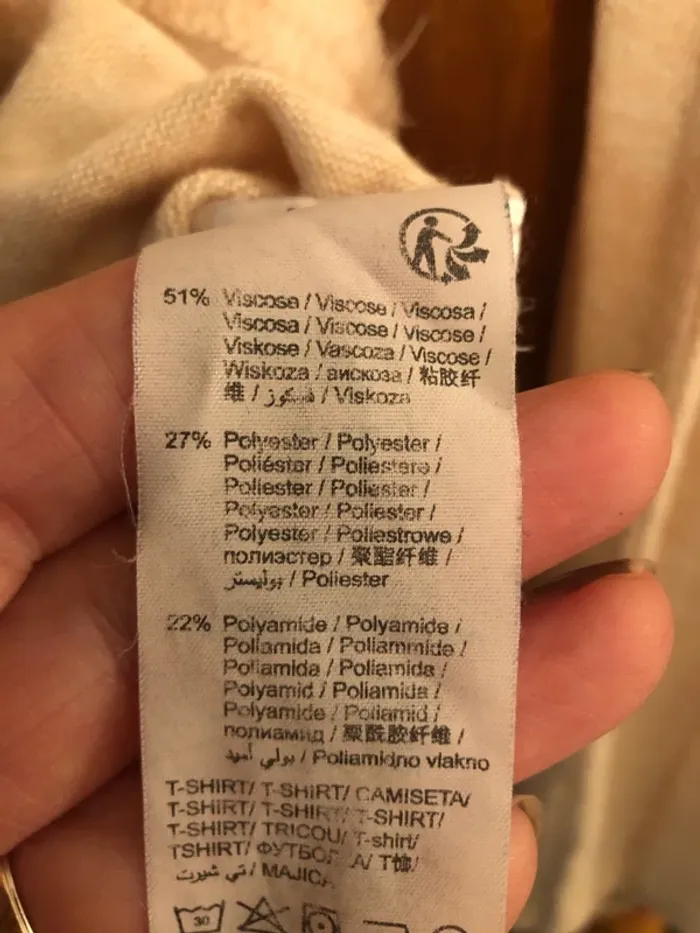 51% Viscose / Viscose / Viscosa /
Viscosa / Viscose / Viscose /
Viskose / Vascoza / Viscose /
Wiskoza / вискоза / 粘胶纤
维 / فسكوز / Viskoza
27% Polyester / Polyester /
Poliéster / Poliestere /
Poliester / Poliester /
Polyester / Poliester /
Polyester / Poliestrowe /
полиэстер / 聚酯纤维 /
بوليستر / Poliester
22% Polyamide / Polyamide /
Poliamida / Poliammide /
Poliamida / Poliamida /
Polyamid / Poliamida /
Polyamide / Poliamid /
полиамид / 聚酰胺纤维 /
بولي أميد / Poliamidno vlakno
T-SHIRT/ T-SHIRT/ CAMISETA/
T-SHIRT/ T-SHIRT/ T-SHIRT/
T-SHIRT/ TRICOU/ T-shirt/
TSHIRT/ ФУТБОЛКА/ T恤/
تي شيرت / MAJICA
30